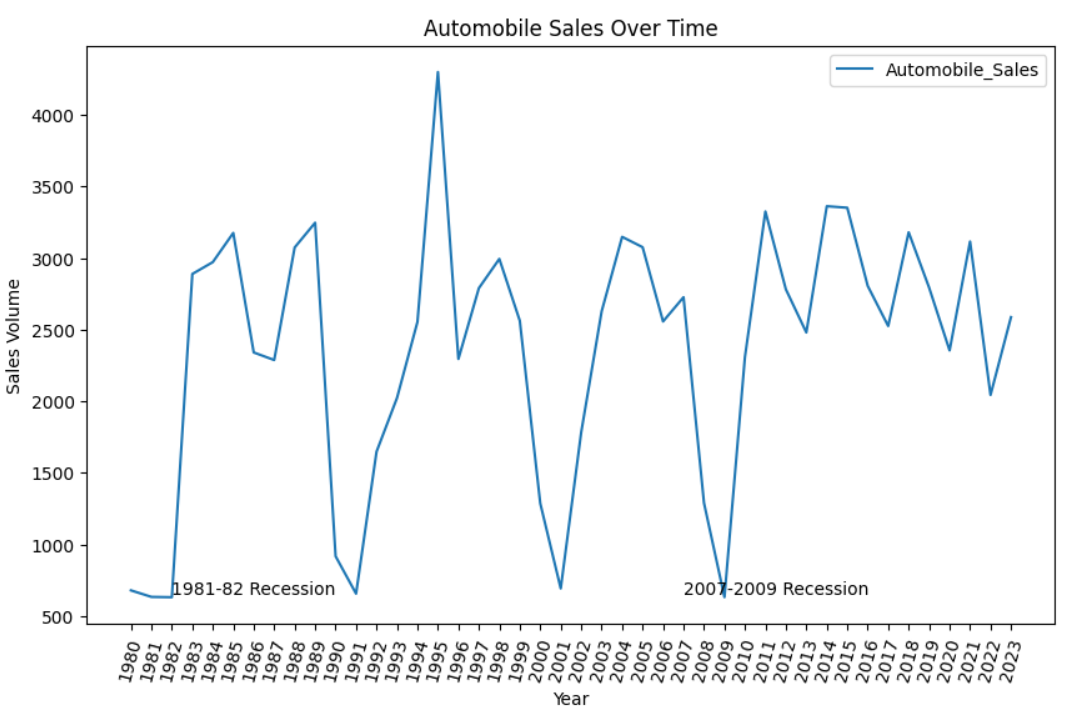 Automobile Sales Over Time
Automobile_Sales
Sales Volume
4000
3500
3000
2500
2000
1500
1000
500
1981-82 Recession
2007-2009 Recession
1980 1981 1982 1983 1984 1985 1986 1987 1988 1989 1990 1991 1992 1993 1994 1995 1996 1997 1998 1999 2000 2001 2002 2003 2004 2005 2006 2007 2008 2009 2010 2011 2012 2013 2014 2015 2016 2017 2018 2019 2020 2021 2022 2023
Year